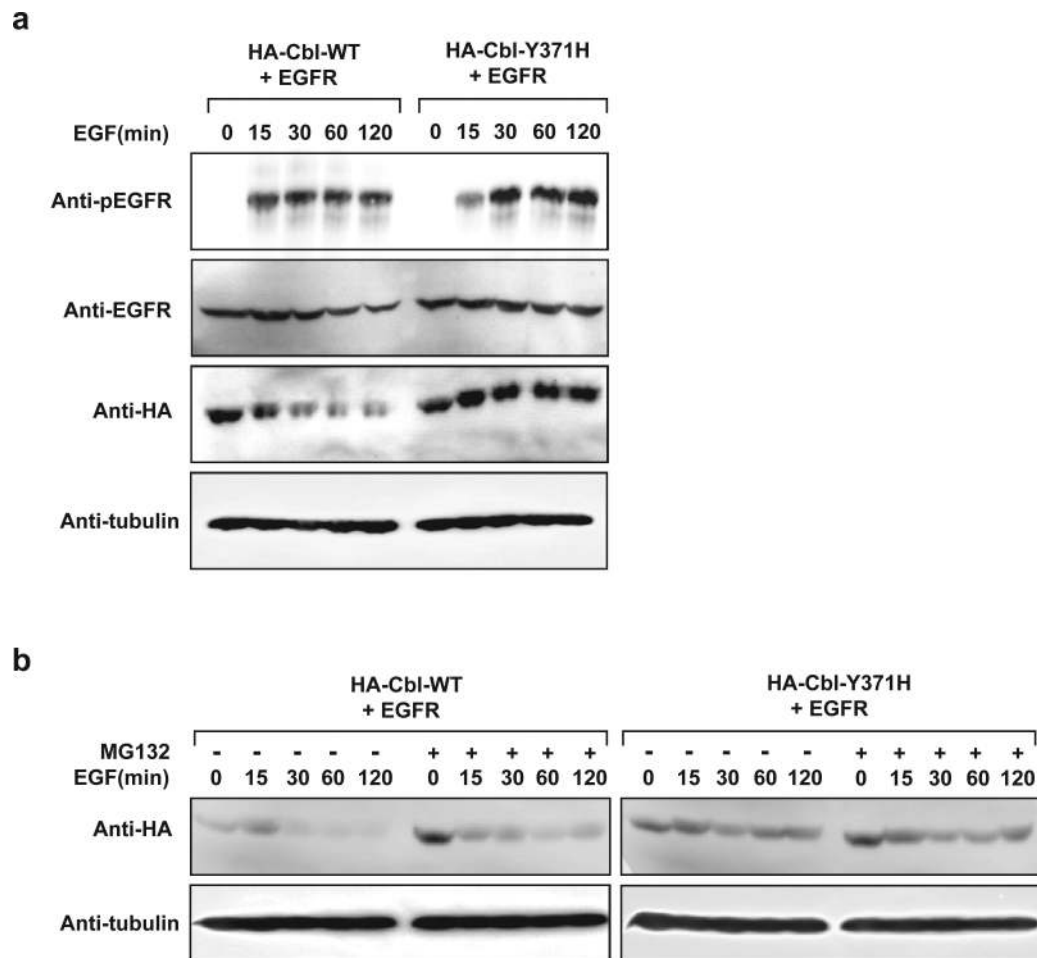 a
HA-Cbl-WT
+ EGFR
HA-Cbl-Y371H
+ EGFR
EGF(min) 0 15 30 60 120 0 15 30 60 120
Anti-pEGFR
Anti-EGFR
Anti-HA
Anti-tubulin
b
HA-Cbl-WT
+ EGFR
HA-Cbl-Y371H
+ EGFR
MG132 - - - - - + + + + + - - - - - + + + + +
EGF(min) 0 15 30 60 120 0 15 30 60 120 0 15 30 60 120 0 15 30 60 120
Anti-HA
Anti-tubulin